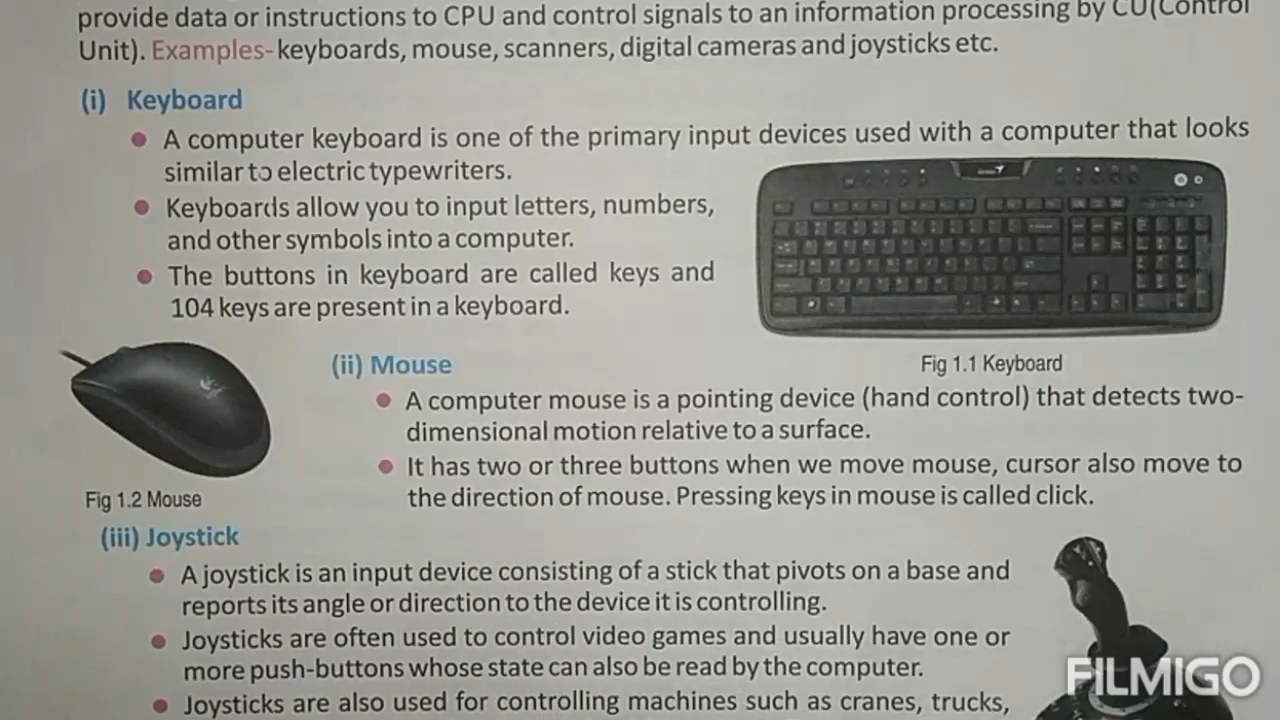 provide data or instructions to CPU and control signals to an information processing by CU(Control
Unit). Examples- keyboards, mouse, scanners, digital cameras and joysticks etc.
(i) Keyboard
A computer keyboard is one of the primary input devices used with a computer that looks
similar to electric typewriters.
Keyboards allow you to input letters, numbers,
and other symbols into a computer.
The buttons in keyboard are called keys and
104 keys are present in a keyboard.
Fig 1.1 Keyboard
(ii) Mouse
A computer mouse is a pointing device (hand control) that detects two-
dimensional motion relative to a surface.
It has two or three buttons when we move mouse, cursor also move to
the direction of mouse. Pressing keys in mouse is called click.
Fig 1.2 Mouse
(iii) Joystick
A joystick is an input device consisting of a stick that pivots on a base and
reports its angle or direction to the device it is controlling.
Joysticks are often used to control video games and usually have one or
more push-buttons whose state can also be read by the computer.
Joysticks are also used for controlling machines such as cranes, trucks,
FILMIGO